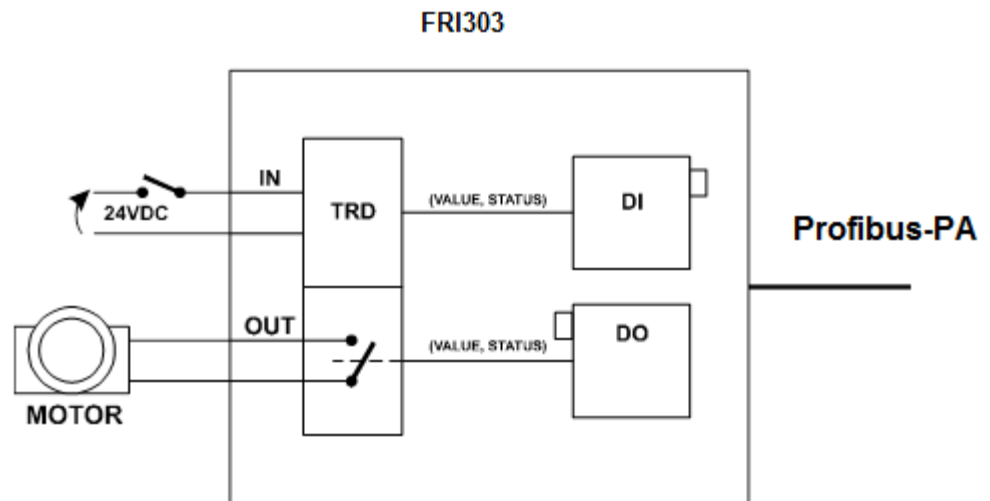 FRI303
IN
24VDC
TRD
(VALUE, STATUS)
DI
Profibus-PA
OUT
(VALUE, STATUS)
DO
MOTOR